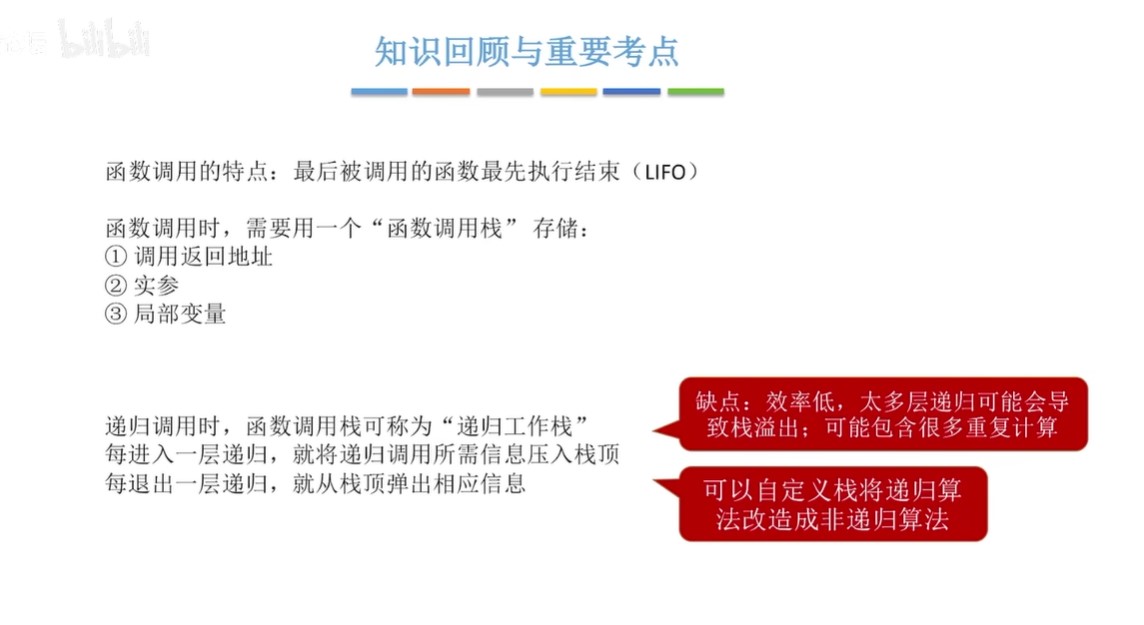 bilibili
知识回顾与重要考点
函数调用的特点：最后被调用的函数最先执行结束（LIFO）
函数调用时，需要用一个“函数调用栈” 存储：
① 调用返回地址
② 实参
③ 局部变量
递归调用时，函数调用栈可称为“递归工作栈”
每进入一层递归，就将递归调用所需信息压入栈顶
每退出一层递归，就从栈顶弹出相应信息
缺点：效率低，太多层递归可能会导
致栈溢出；可能包含很多重复计算
可以自定义栈将递归算
法改造成非递归算法